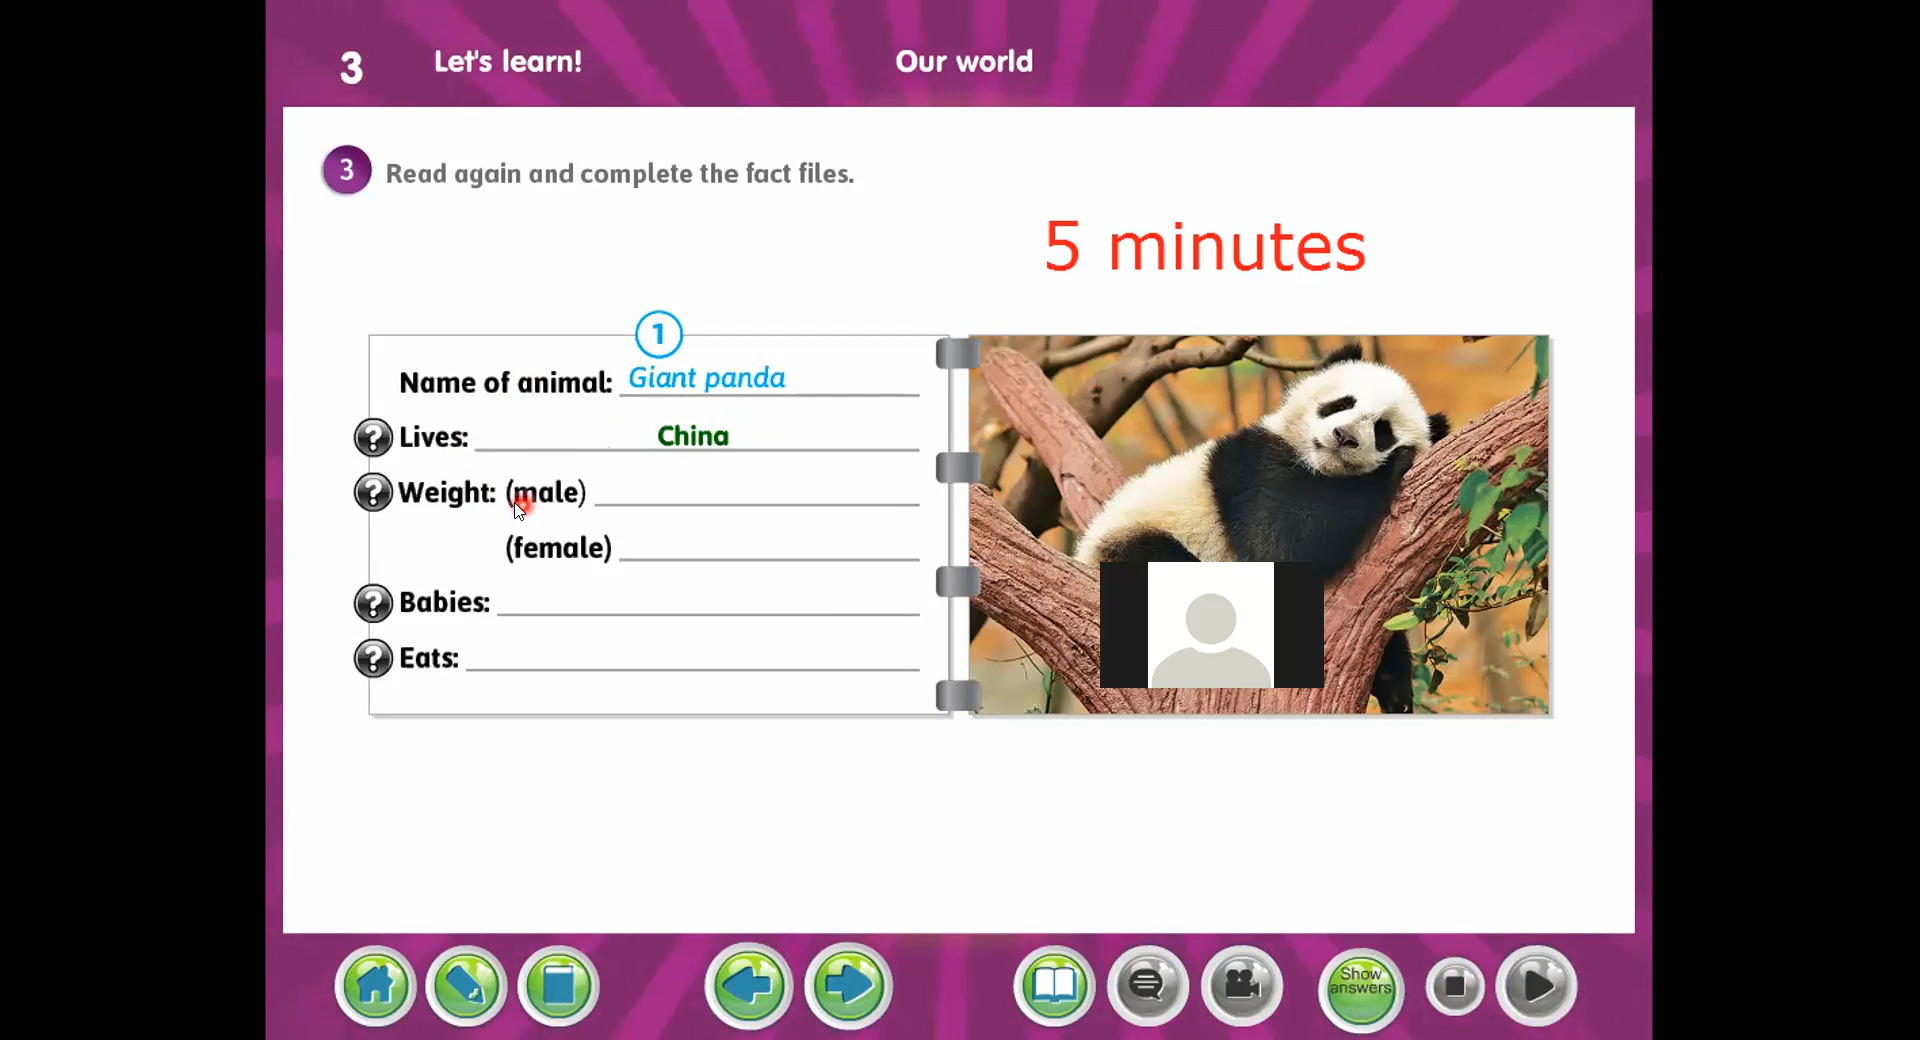 3 Let's learn! Our world
3 Read again and complete the fact files.
5 minutes
1
Name of animal: Giant panda
? Lives: China
? Weight: (male)
(female)
? Babies:
? Eats:
Show
answers